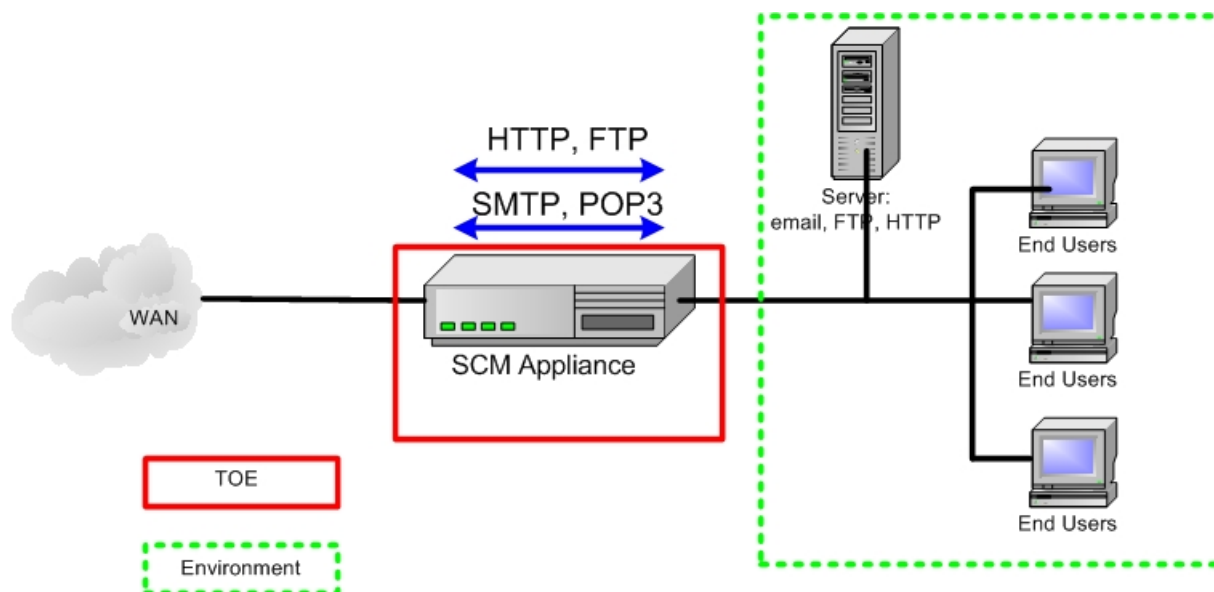 HTTP, FTP
SMTP, POP3
Server:
email, FTP, HTTP
End Users
WAN
SCM Appliance
End Users
TOE
End Users
Environment